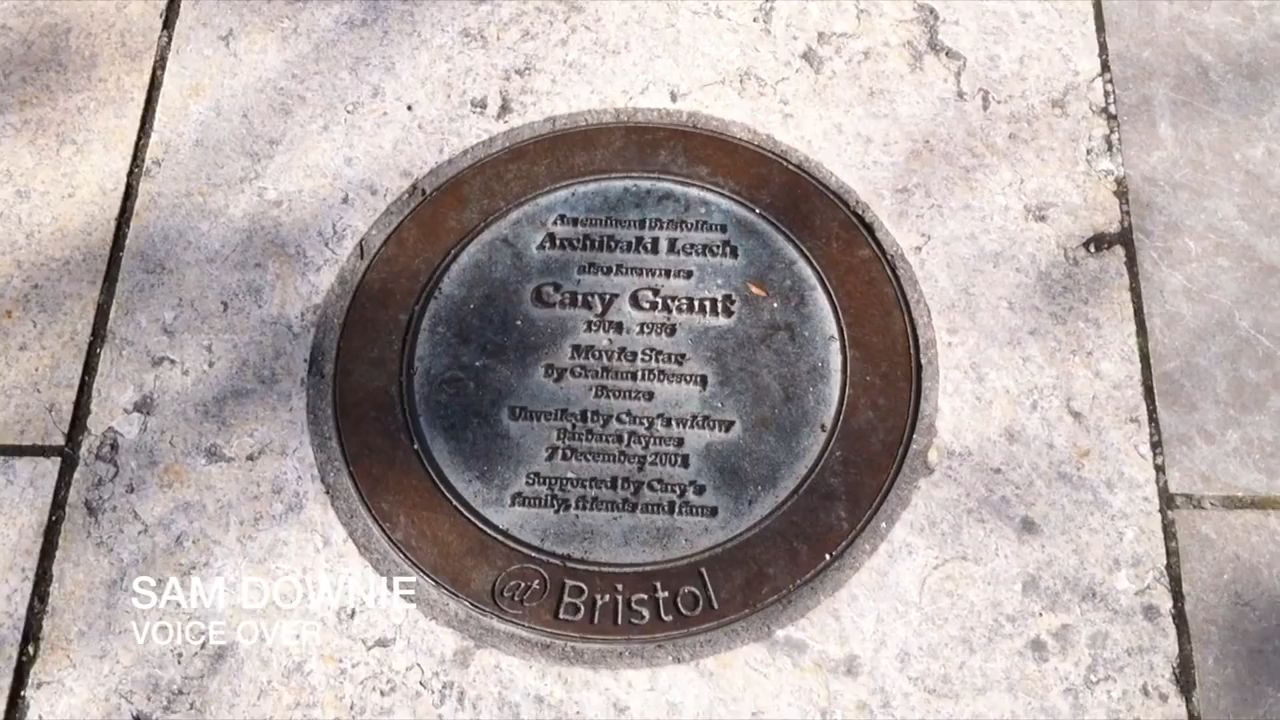 An eminent Bristolian
Archibald Leach
also known as
Cary Grant
1904 - 1986
Movie Star
by Graham Ibbeson
Bronze
Unveiled by Cary's widow
Barbara Jaynes
7 December 2001
Supported by Cary's
family, friends and fans
at Bristol
SAM DOWNIE
VOICE OVER